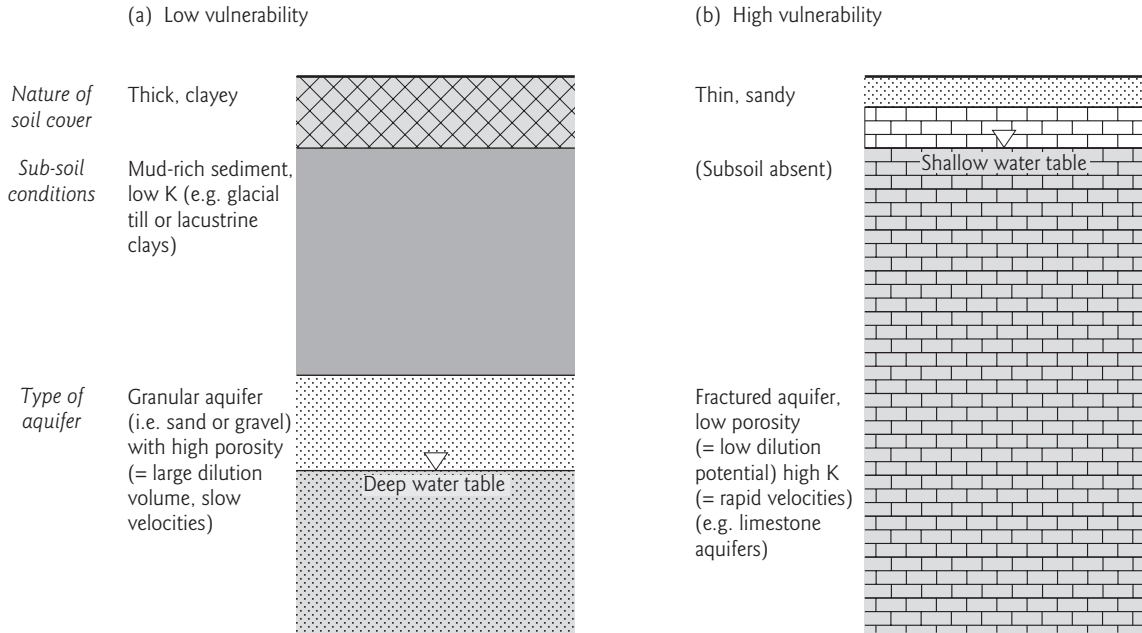 (a) Low vulnerability
(b) High vulnerability
Nature of
soil cover
Thick, clayey
Thin, sandy
Sub-soil
conditions
Mud-rich sediment,
low K (e.g. glacial
till or lacustrine
clays)
(Subsoil absent)
Shallow water table
Type of
aquifer
Granular aquifer
(i.e. sand or gravel)
with high porosity
(= large dilution
volume, slow
velocities)
Deep water table
Fractured aquifer,
low porosity
(= low dilution
potential) high K
(= rapid velocities)
(e.g. limestone
aquifers)